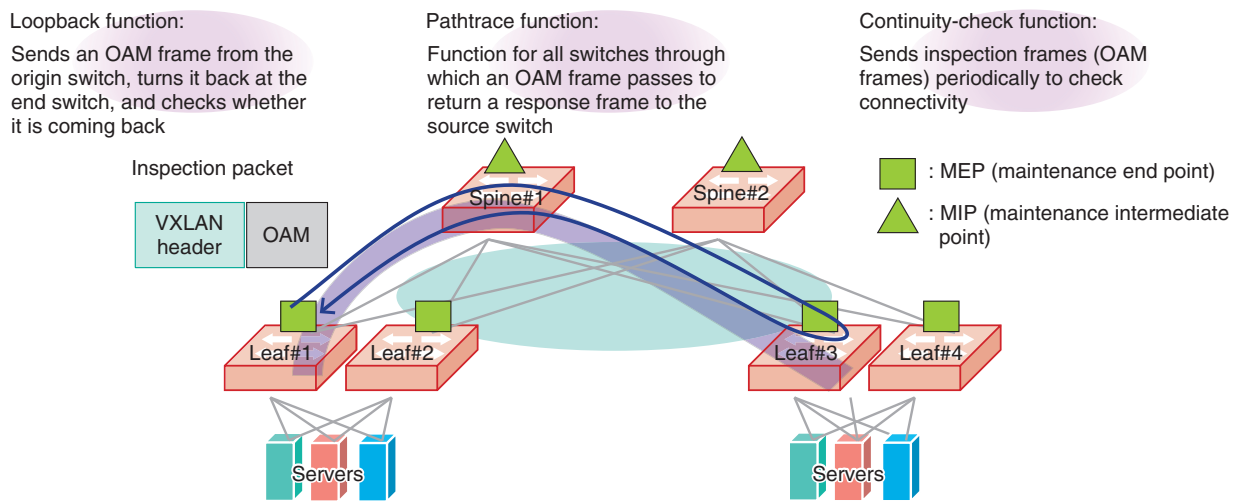 Loopback function:
Sends an OAM frame from the
origin switch, turns it back at the
end switch, and checks whether
it is coming back
Pathtrace function:
Function for all switches through
which an OAM frame passes to
return a response frame to the
source switch
Continuity-check function:
Sends inspection frames (OAM
frames) periodically to check
connectivity
Inspection packet
VXLAN
header
OAM
Spine#1
Spine#2
: MEP (maintenance end point)
: MIP (maintenance intermediate
point)
Leaf#1
Leaf#2
Leaf#3
Leaf#4
Servers
Servers